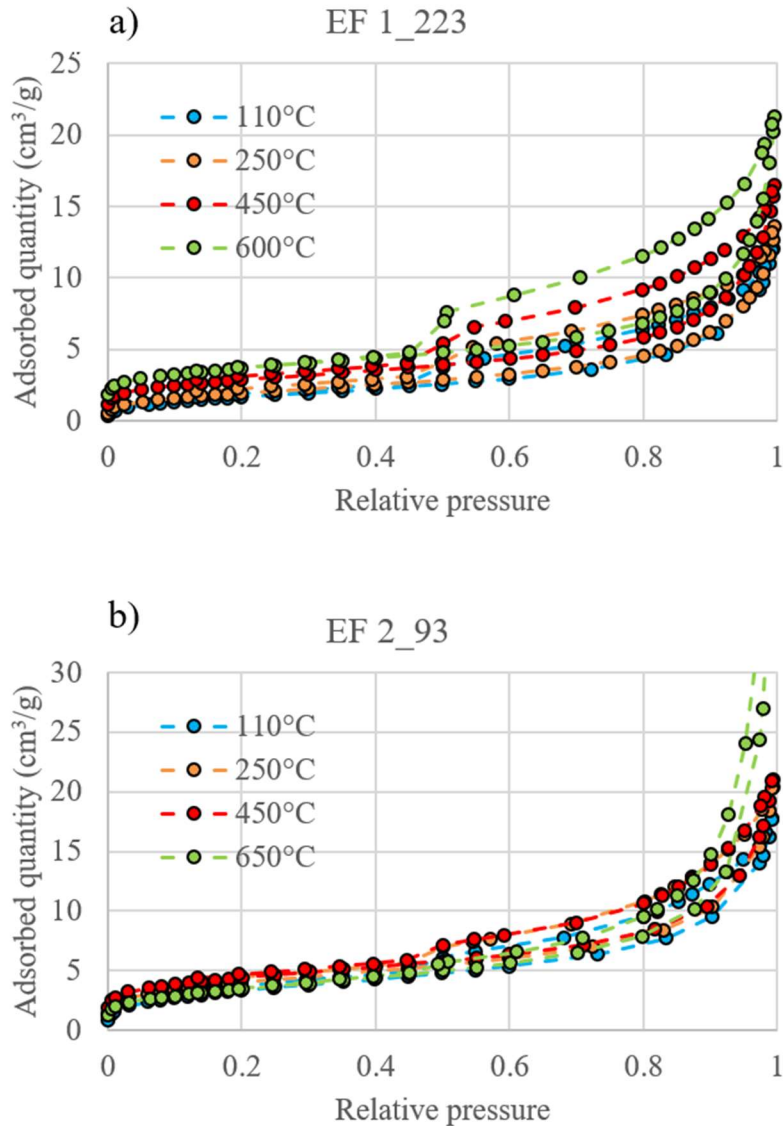 a)
EF 1_223
25
20
15
10
5
0
Adsorbed quantity (cm³/g)
110°C
250°C
450°C
600°C
0 0.2 0.4 0.6 0.8 1
Relative pressure
b)
EF 2_93
30
25
20
15
10
5
0
Adsorbed quantity (cm³/g)
110°C
250°C
450°C
650°C
0 0.2 0.4 0.6 0.8 1
Relative pressure